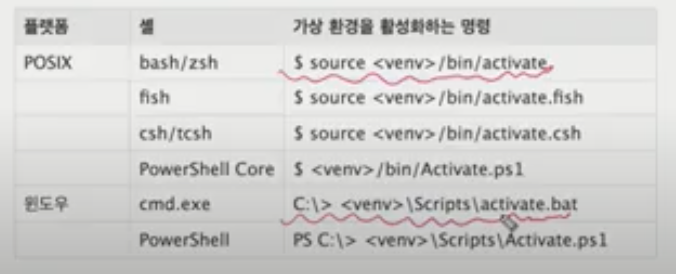 플랫폼 셸 가상 환경을 활성화하는 명령
POSIX bash/zsh $ source <venv>/bin/activate
fish $ source <venv>/bin/activate.fish
csh/tcsh $ source <venv>/bin/activate.csh
PowerShell Core $ <venv>/bin/Activate.ps1
윈도우 cmd.exe C:\> <venv>\Scripts\activate.bat
PowerShell PS C:\> <venv>\Scripts\Activate.ps1